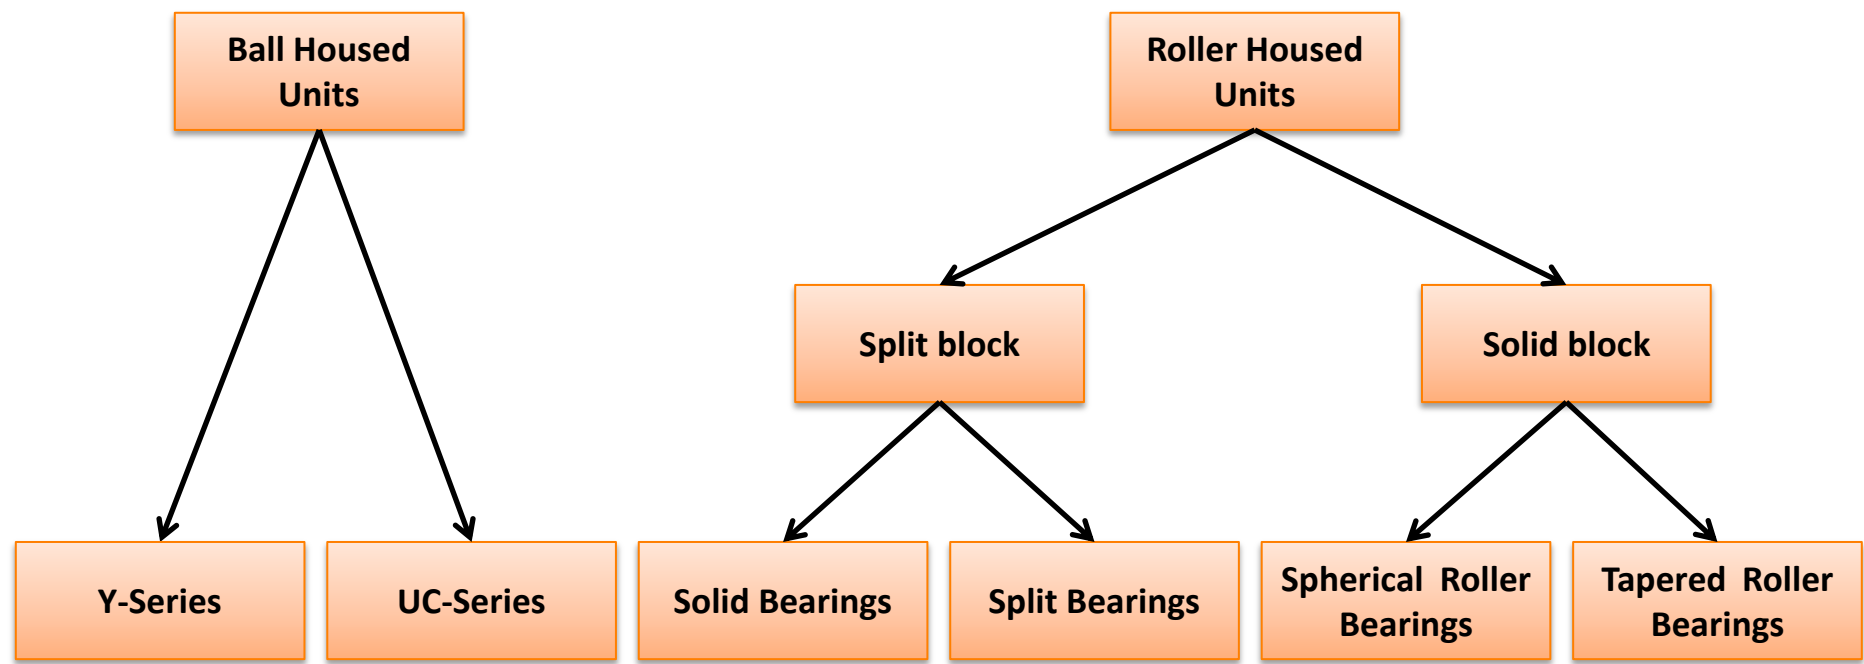 Ball Housed
Units
Roller Housed
Units
Split block
Solid block
Y-Series
UC-Series
Solid Bearings
Split Bearings
Spherical Roller
Bearings
Tapered Roller
Bearings